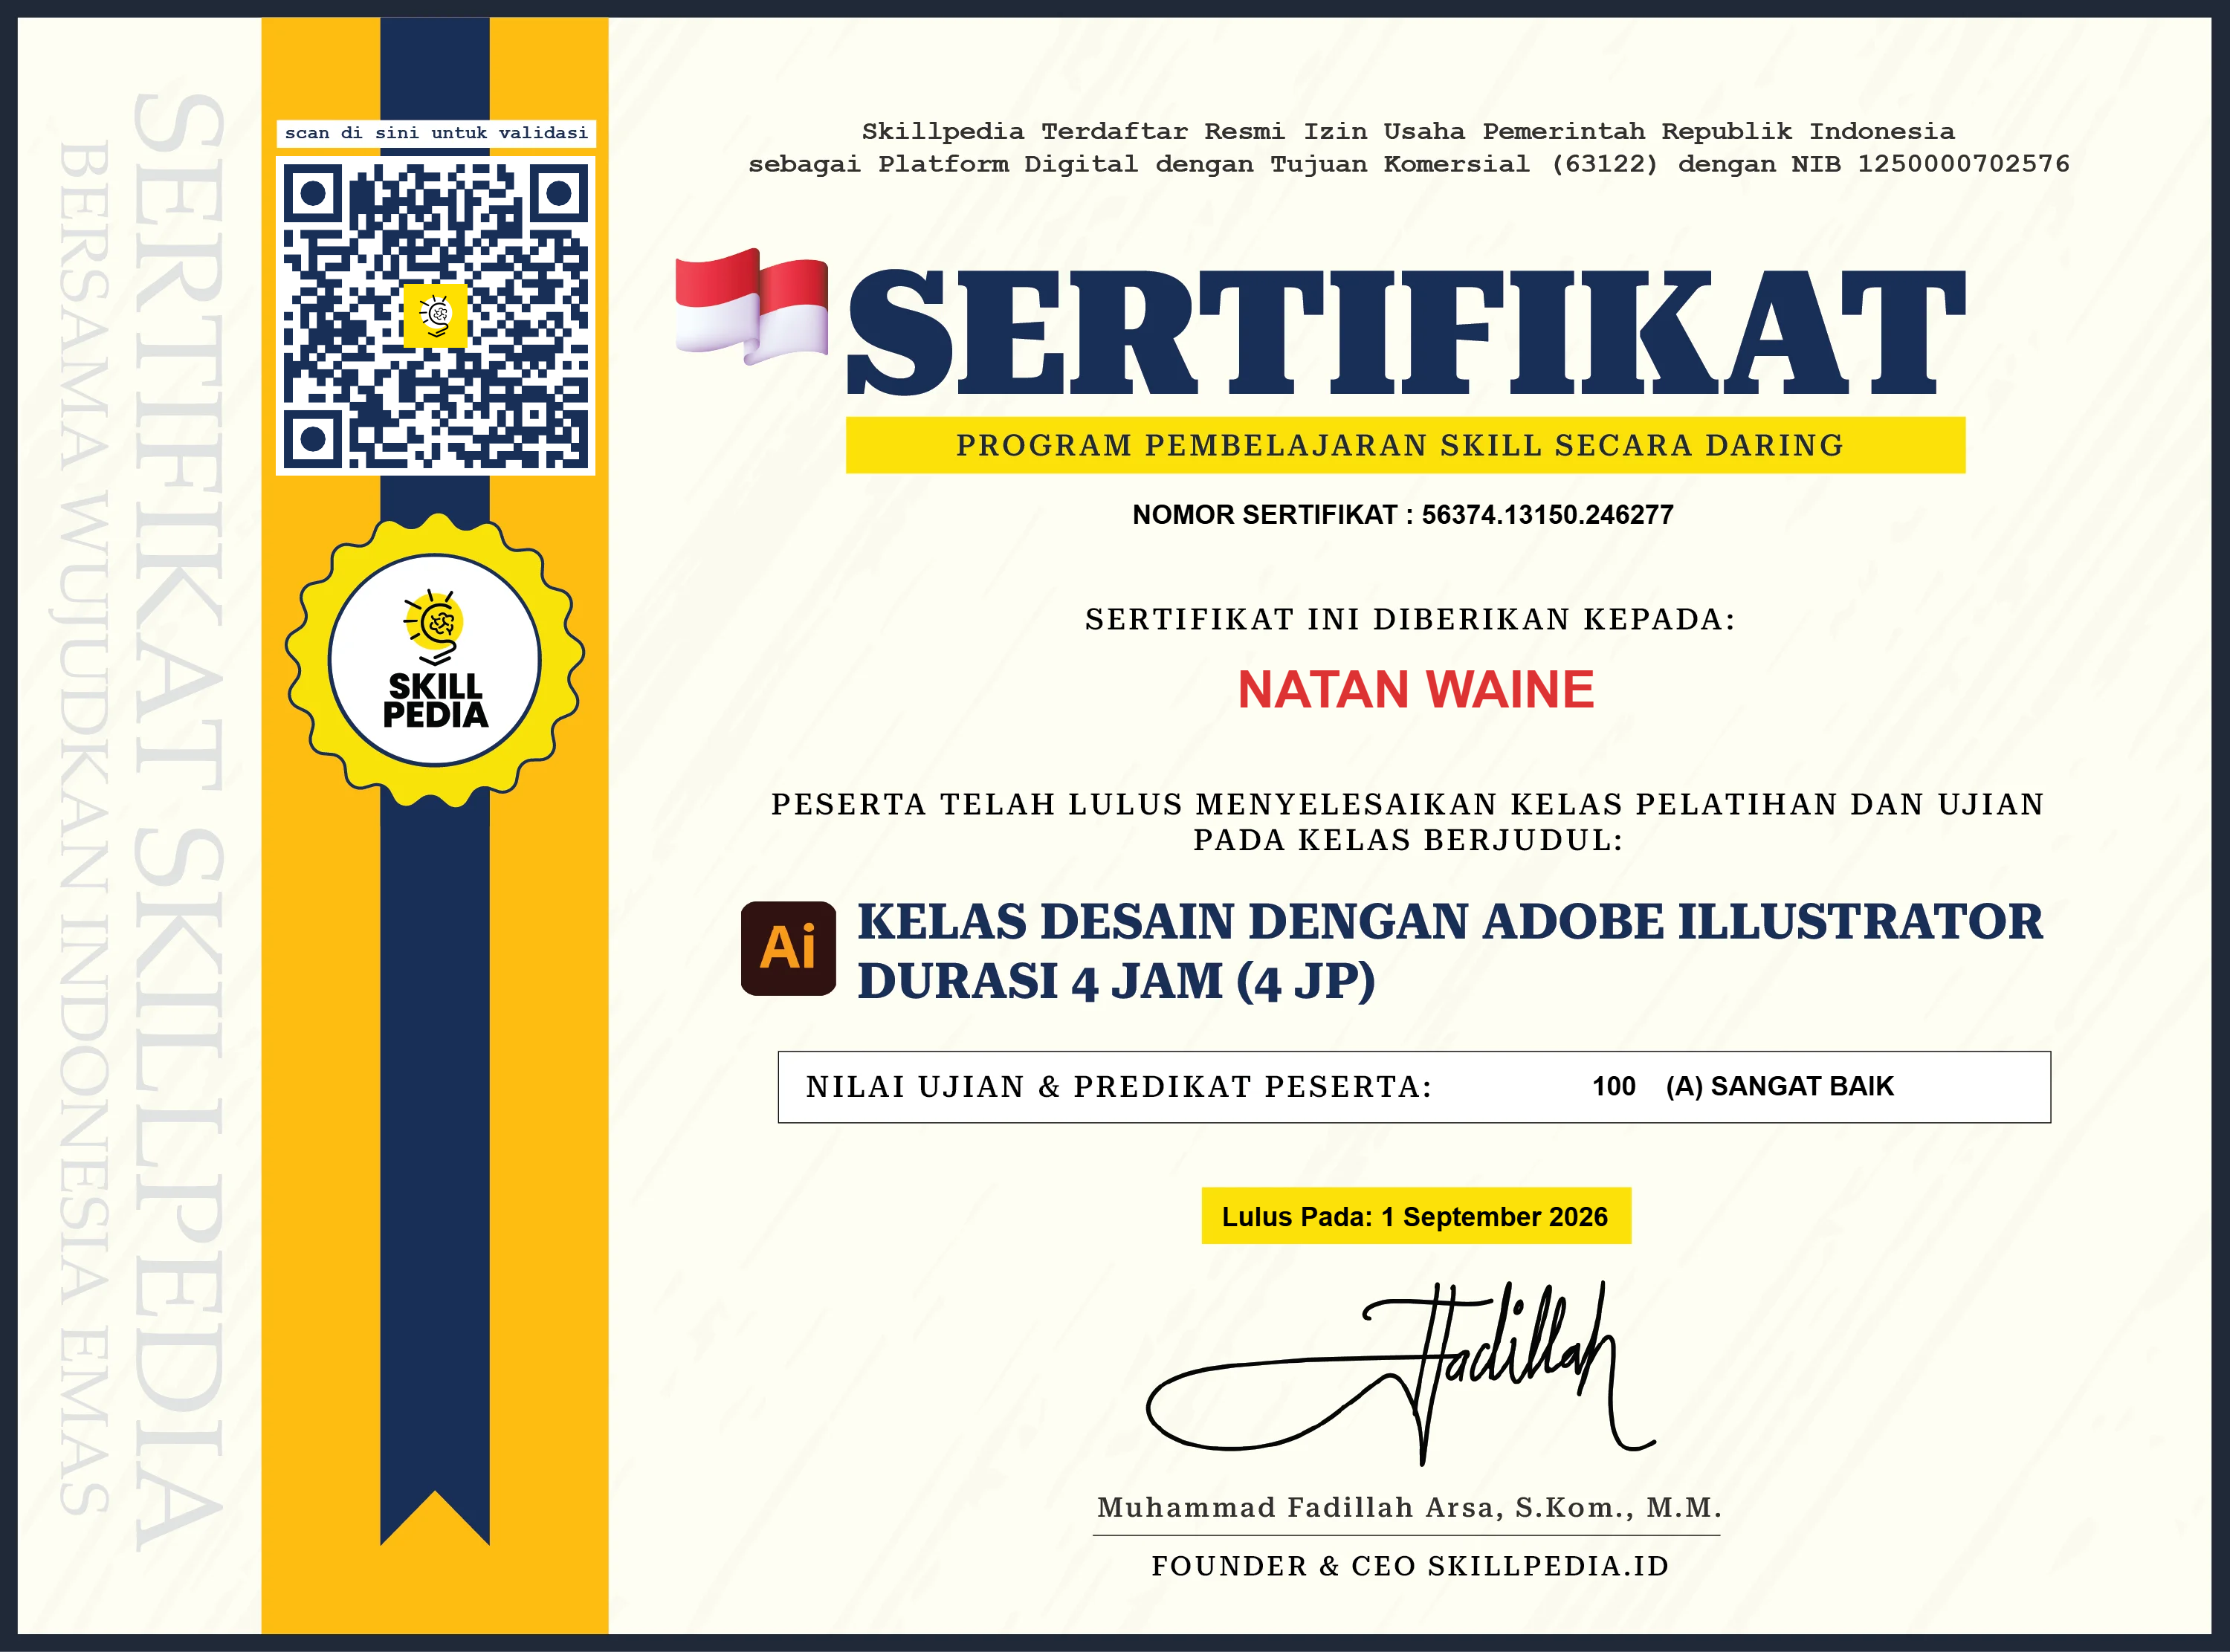 SERTIFIKAT SKILLPEDIA
BERSAMA WUJUDKAN INDONESIA EMAS
scan di sini untuk validasi
SKILL
PEDIA
Skillpedia Terdaftar Resmi Izin Usaha Pemerintah Republik Indonesia
sebagai Platform Digital dengan Tujuan Komersial (63122) dengan NIB 1250000702576
SERTIFIKAT
PROGRAM PEMBELAJARAN SKILL SECARA DARING
NOMOR SERTIFIKAT : 56374.13150.246277
SERTIFIKAT INI DIBERIKAN KEPADA:
NATAN WAINE
PESERTA TELAH LULUS MENYELESAIKAN KELAS PELATIHAN DAN UJIAN
PADA KELAS BERJUDUL:
Ai
KELAS DESAIN DENGAN ADOBE ILLUSTRATOR
DURASI 4 JAM (4 JP)
NILAI UJIAN & PREDIKAT PESERTA: 100 (A) SANGAT BAIK
Lulus Pada: 1 September 2026
Fadillah
Muhammad Fadillah Arsa, S.Kom., M.M.
FOUNDER & CEO SKILLPEDIA.ID